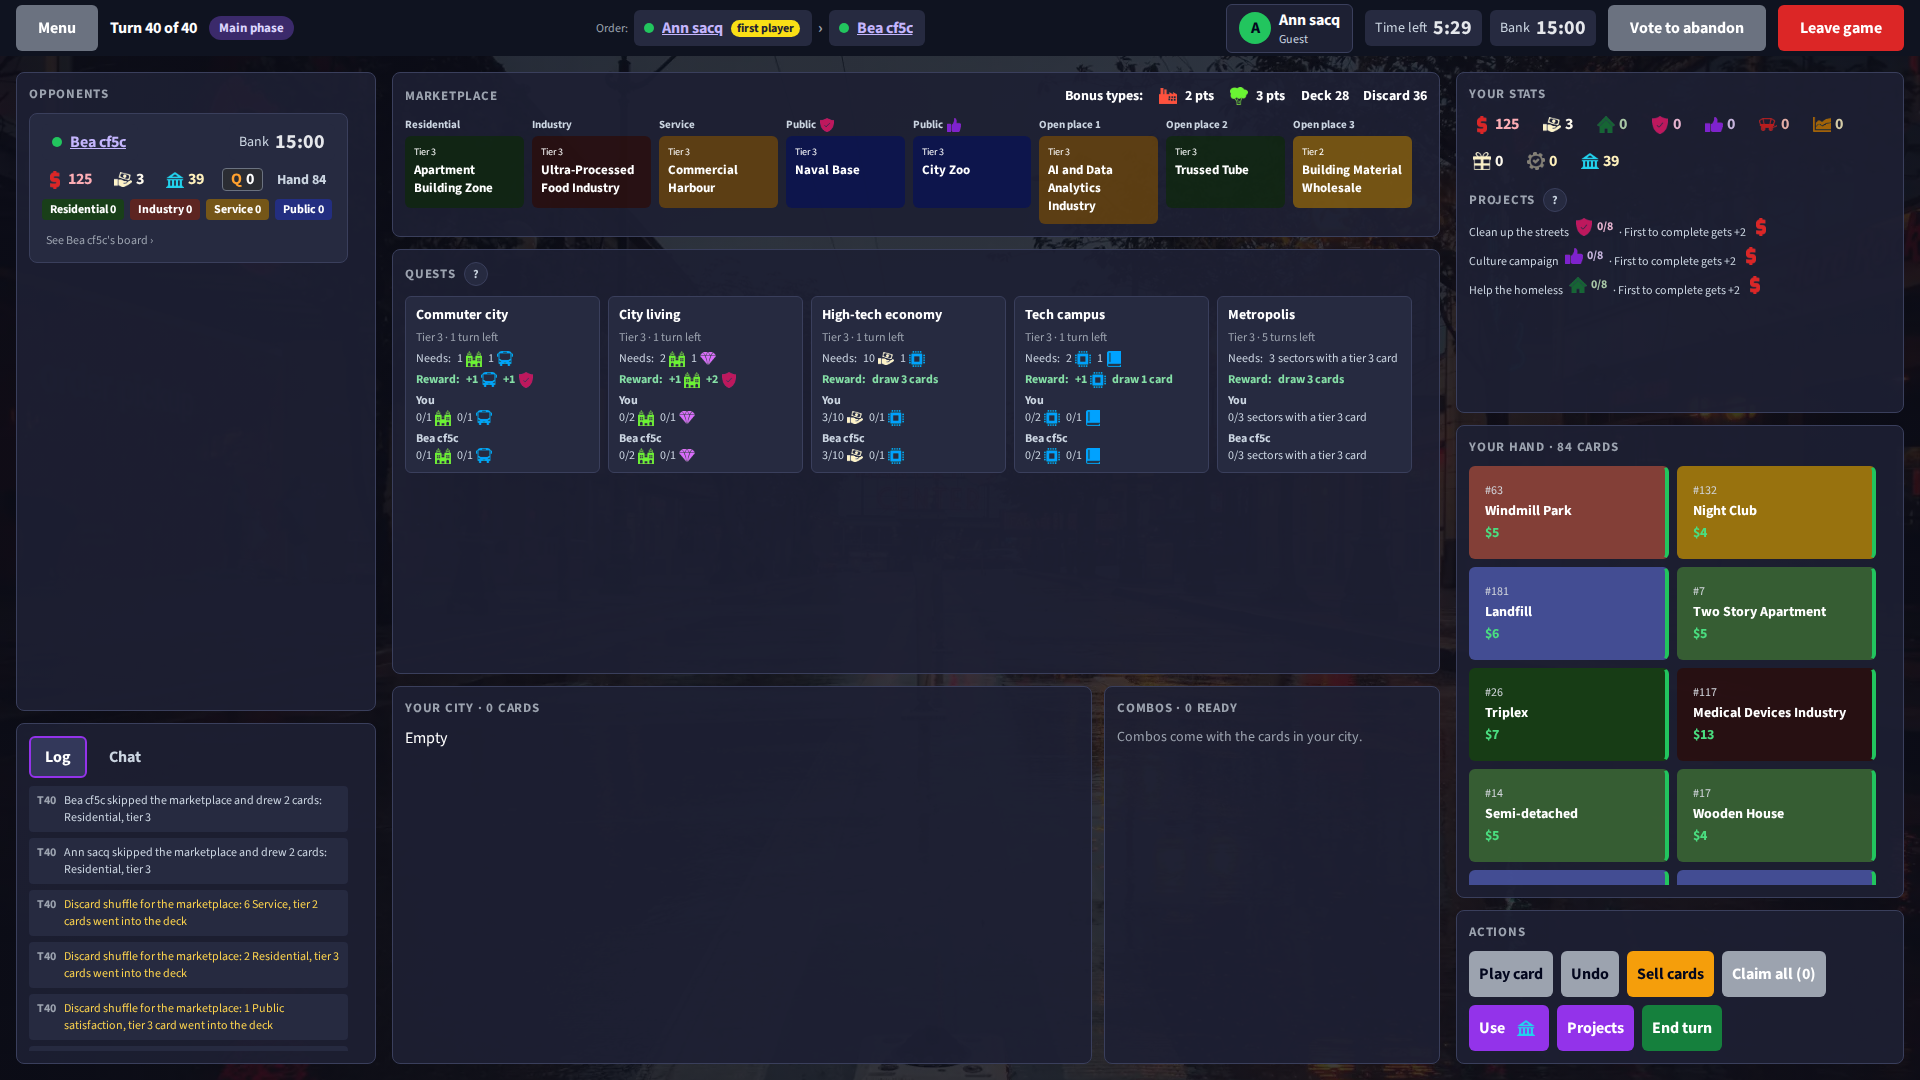 Menu
Turn 40 of 40
Main phase
Order:
Ann sacq
first player
›
Bea cf5c
A
Ann sacq
Guest
Time left 5:29
Bank 15:00
Vote to abandon
Leave game
OPPONENTS
Bea cf5c
Bank 15:00
125
3
39
Q 0
Hand 84
Residential 0
Industry 0
Service 0
Public 0
See Bea cf5c's board ›
Log
Chat
T40 Bea cf5c skipped the marketplace and drew 2 cards:
Residential, tier 3
T40 Ann sacq skipped the marketplace and drew 2 cards:
Residential, tier 3
T40 Discard shuffle for the marketplace: 6 Service, tier 2
cards went into the deck
T40 Discard shuffle for the marketplace: 2 Residential, tier 3
cards went into the deck
T40 Discard shuffle for the marketplace: 1 Public
satisfaction, tier 3 card went into the deck
MARKETPLACE
Bonus types:
2 pts
3 pts
Deck 28
Discard 36
Residential
Tier 3
Apartment
Building Zone
Industry
Tier 3
Ultra-Processed
Food Industry
Service
Tier 3
Commercial
Harbour
Public
Tier 3
Naval Base
Public
Tier 3
City Zoo
Open place 1
Tier 3
AI and Data
Analytics
Industry
Open place 2
Tier 3
Trussed Tube
Open place 3
Tier 2
Building Material
Wholesale
QUESTS
?
Commuter city
Tier 3 · 1 turn left
Needs: 1 1
Reward: +1 +1
You
0/1 0/1
Bea cf5c
0/1 0/1
City living
Tier 3 · 1 turn left
Needs: 2 1
Reward: +1 +2
You
0/2 0/1
Bea cf5c
0/2 0/1
High-tech economy
Tier 3 · 1 turn left
Needs: 10 1
Reward: draw 3 cards
You
3/10 0/1
Bea cf5c
3/10 0/1
Tech campus
Tier 3 · 1 turn left
Needs: 2 1
Reward: +1 draw 1 card
You
0/2 0/1
Bea cf5c
0/2 0/1
Metropolis
Tier 3 · 5 turns left
Needs: 3 sectors with a tier 3 card
Reward: draw 3 cards
You
0/3 sectors with a tier 3 card
Bea cf5c
0/3 sectors with a tier 3 card
YOUR CITY · 0 CARDS
Empty
COMBOS · 0 READY
Combos come with the cards in your city.
YOUR STATS
125
3
0
0
0
0
0
0
0
39
PROJECTS
?
Clean up the streets 0/8 · First to complete gets +2
Culture campaign 0/8 · First to complete gets +2
Help the homeless 0/8 · First to complete gets +2
YOUR HAND · 84 CARDS
#63
Windmill Park
$5
#132
Night Club
$4
#181
Landfill
$6
#7
Two Story Apartment
$5
#26
Triplex
$7
#117
Medical Devices Industry
$13
#14
Semi-detached
$5
#17
Wooden House
$4
ACTIONS
Play card
Undo
Sell cards
Claim all (0)
Use
Projects
End turn